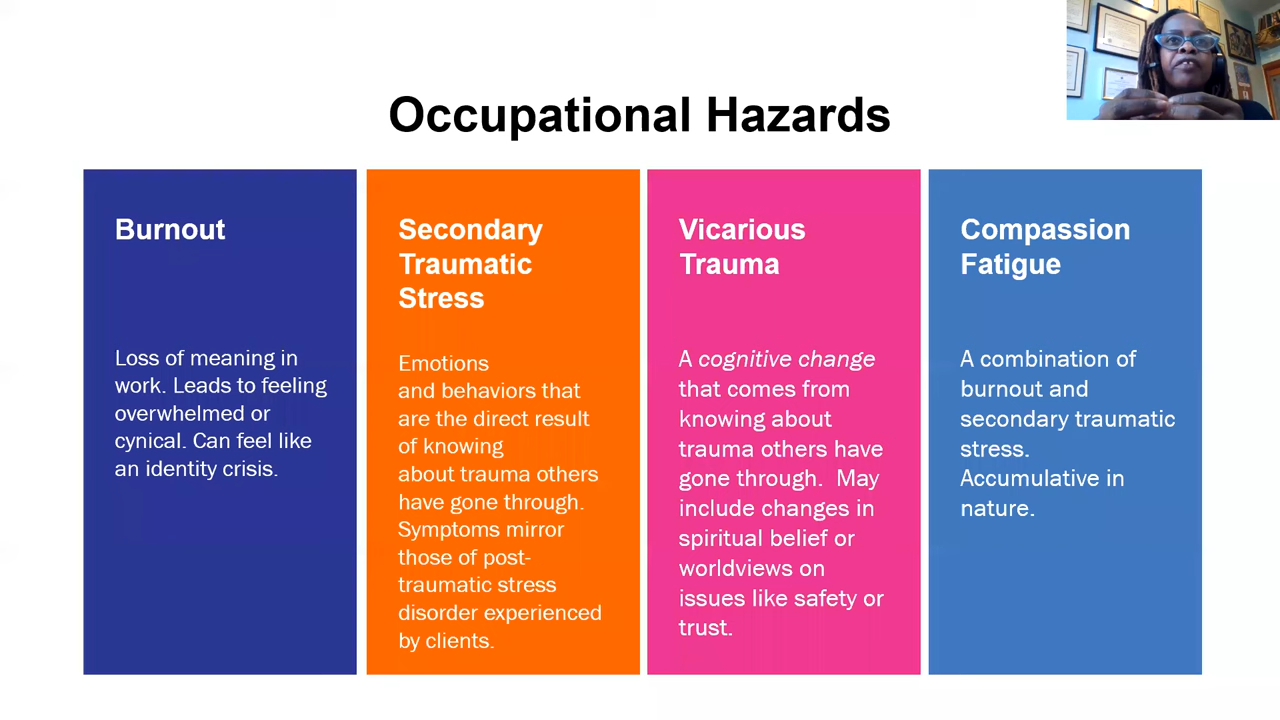 Occupational Hazards
Burnout
Loss of meaning in
work. Leads to feeling
overwhelmed or
cynical. Can feel like
an identity crisis.
Secondary
Traumatic
Stress
Emotions
and behaviors that
are the direct result
of knowing
about trauma others
have gone through.
Symptoms mirror
those of post-
traumatic stress
disorder experienced
by clients.
Vicarious
Trauma
A cognitive change
that comes from
knowing about
trauma others have
gone through.  May
include changes in
spiritual belief or
worldviews on
issues like safety or
trust.
Compassion
Fatigue
A combination of
burnout and
secondary traumatic
stress.
Accumulative in
nature.